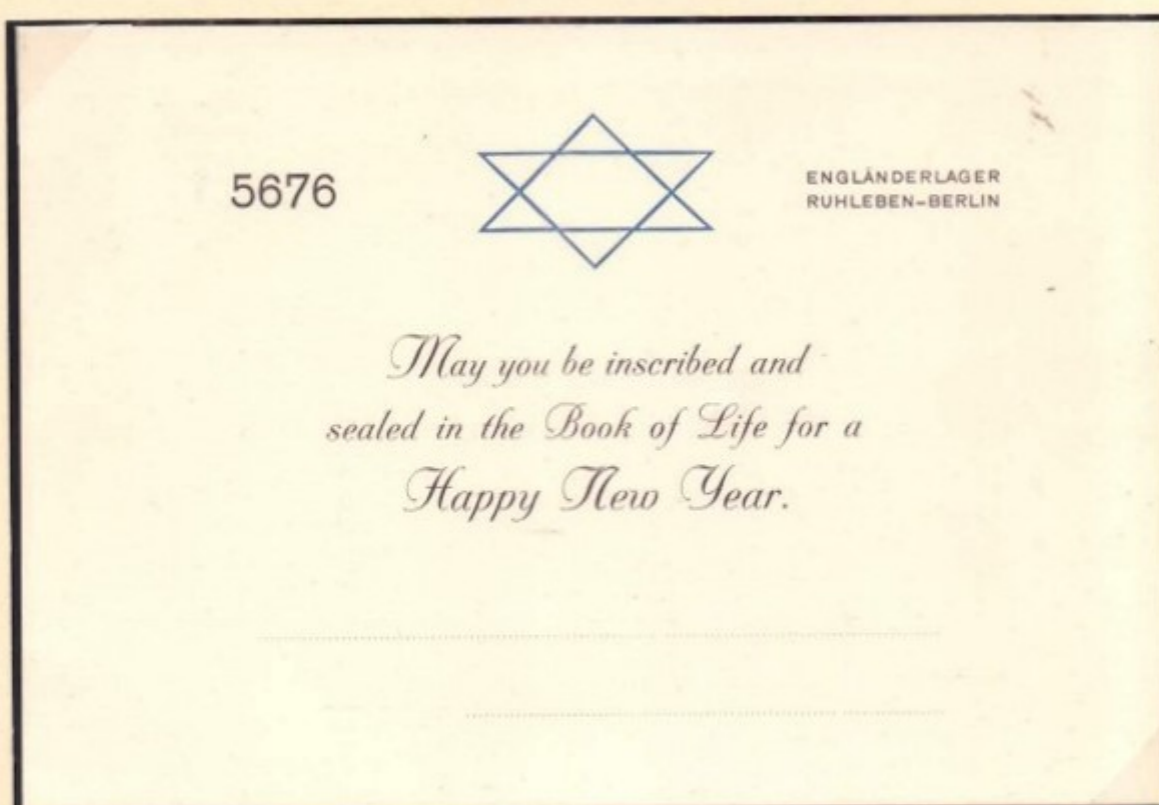 5676
ENGLÄNDERLAGER
RUHLEBEN-BERLIN
May you be inscribed and
sealed in the Book of Life for a
Happy New Year.